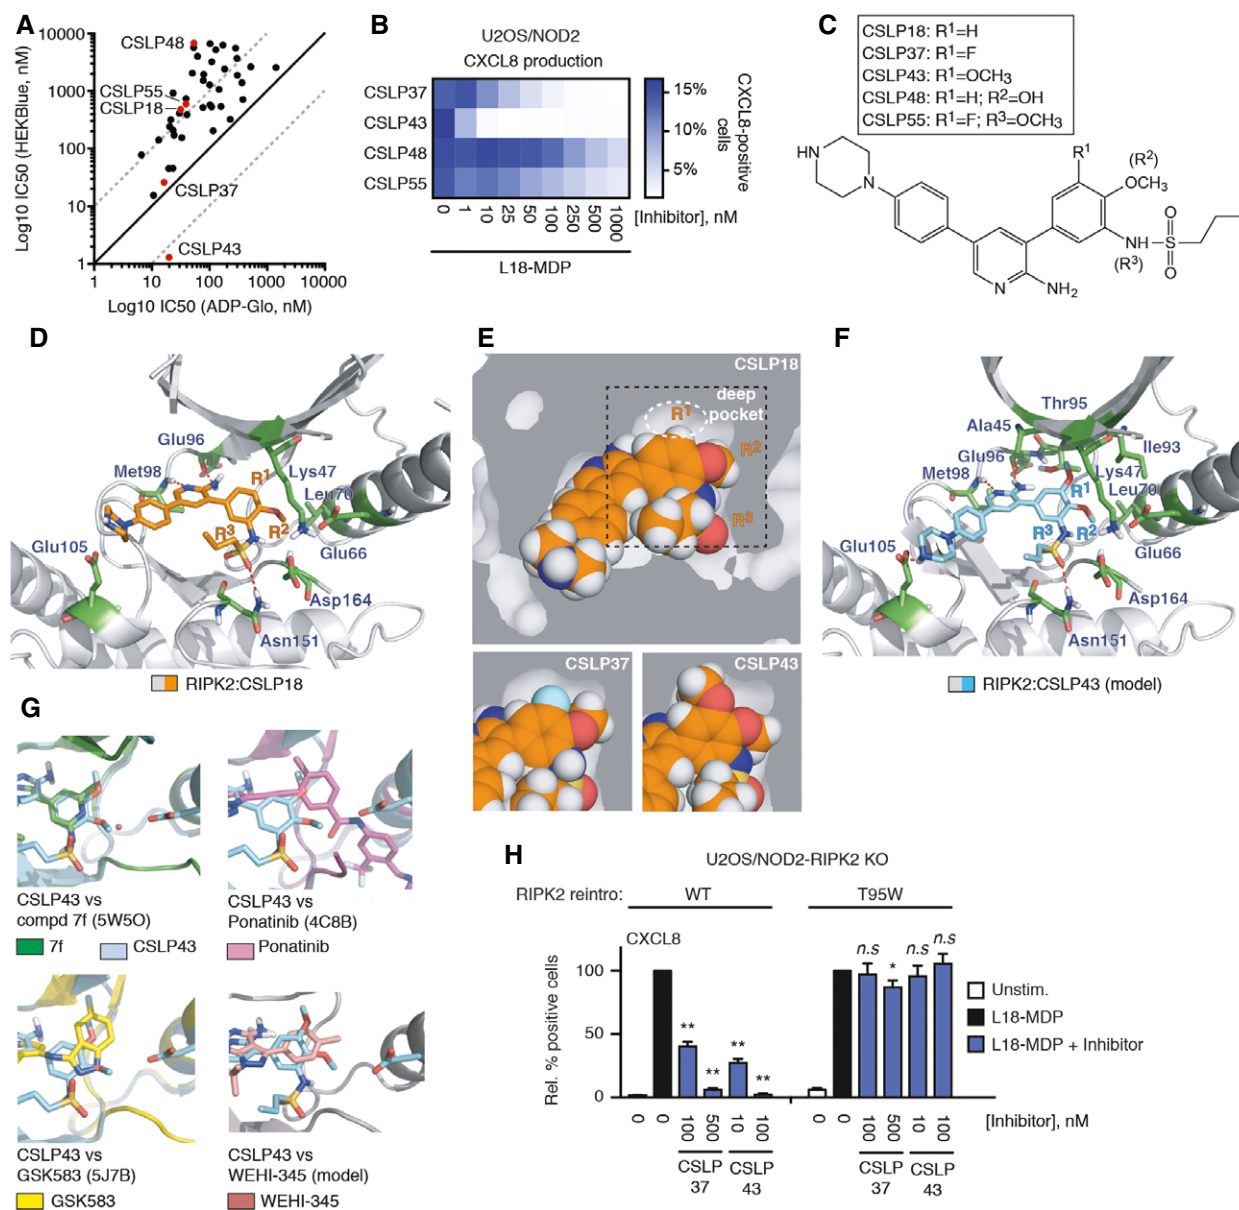 A
Log10 IC50 (HEKBlue, nM)
10000
1000
100
10
1
CSLP48
CSLP55
CSLP18
CSLP37
CSLP43
1 10 100 1000 10000
Log10 IC50 (ADP-Glo, nM)
B
U2OS/NOD2
CXCL8 production
CSLP37
CSLP43
CSLP48
CSLP55
0 1 10 25 50 100 250 500 1000
[Inhibitor], nM
L18-MDP
15%
10%
5%
CXCL8-positive
cells
C
CSLP18: R1=H
CSLP37: R1=F
CSLP43: R1=OCH3
CSLP48: R1=H; R2=OH
CSLP55: R1=F; R3=OCH3
HN
N
R1
(R2)
OCH3
O
NH
S
(R3)
O
N
NH2
D
Glu96
Met98
R1
Lys47
Leu70
R3
R2
Glu105
Glu66
Asp164
Asn151
RIPK2:CSLP18
E
CSLP18
deep
pocket
R1
R2
R3
CSLP37
CSLP43
F
Thr95
Ala45
Glu96
Ile93
Met98
Lys47
Leu70
R1
R3
R2
Glu105
Glu66
Asp164
Asn151
RIPK2:CSLP43 (model)
G
CSLP43 vs
compd 7f (5W5O)
7f
CSLP43
CSLP43 vs
Ponatinib (4C8B)
Ponatinib
CSLP43 vs
GSK583 (5J7B)
GSK583
CSLP43 vs
WEHI-345 (model)
WEHI-345
H
U2OS/NOD2-RIPK2 KO
RIPK2 reintro:
WT
T95W
CXCL8
Rel. % positive cells
100
50
0
** ** ** **
n.s * n.s n.s
Unstim.
L18-MDP
L18-MDP + Inhibitor
0 0 100 500 10 100 0 0 100 500 10 100
[Inhibitor], nM
CSLP CSLP CSLP CSLP
37 43 37 43